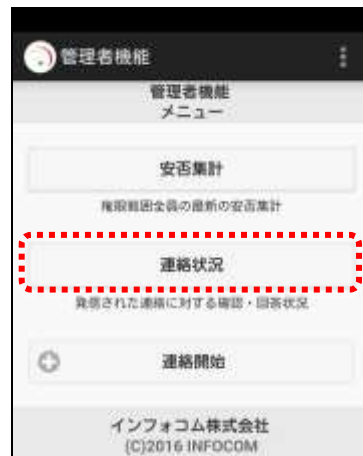 管理者機能
管理者機能
メニュー
安否集計
権限範囲全員の最新の安否集計
連絡状況
発信された連絡に対する確認・回答状況
連絡開始
インフォコム株式会社
(C)2016 INFOCOM